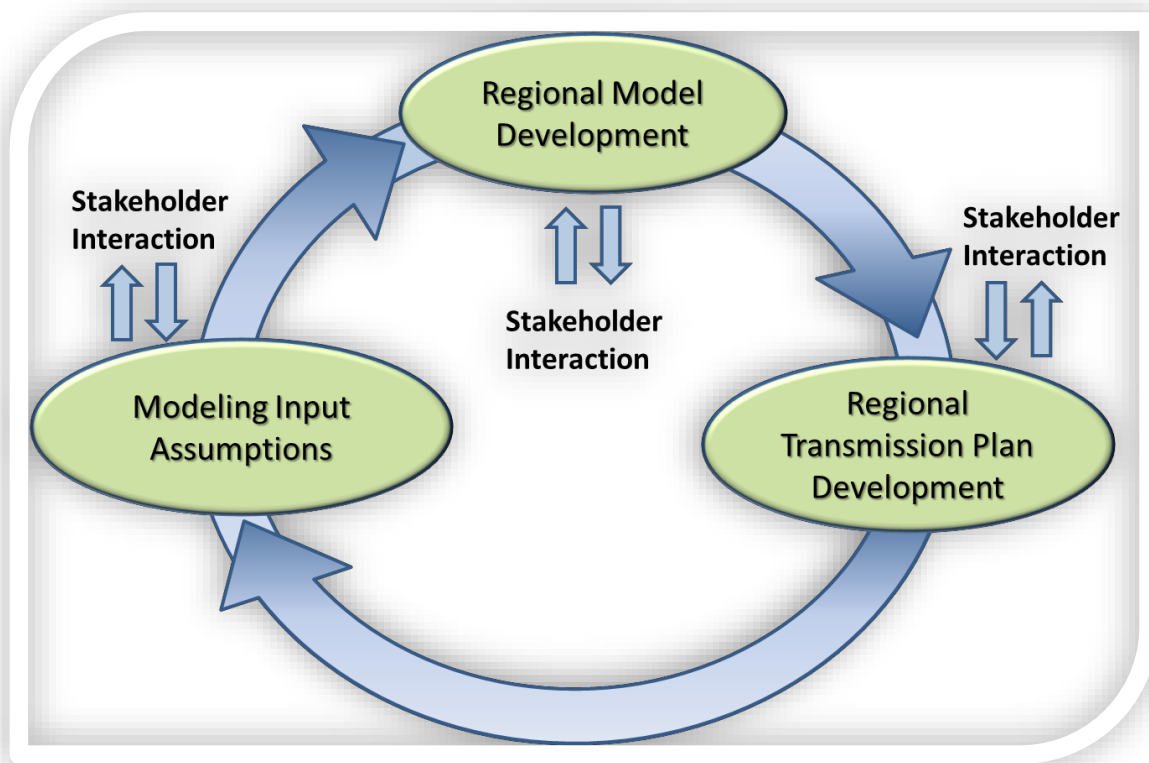 Regional Model
Development
Stakeholder
Interaction
Stakeholder
Interaction
Stakeholder
Interaction
Modeling Input
Assumptions
Regional
Transmission Plan
Development